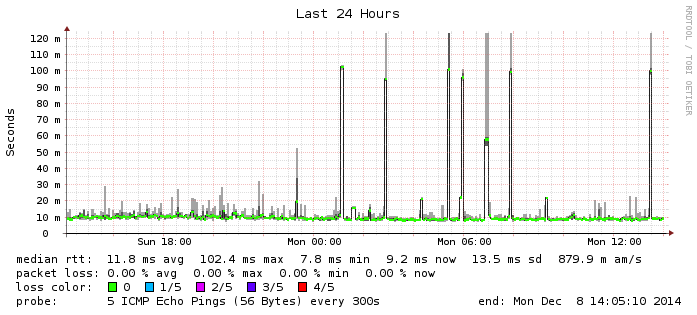 Last 24 Hours
RRDTOOL / TOBI OETIKER
Seconds
120 m
110 m
100 m
90 m
80 m
70 m
60 m
50 m
40 m
30 m
20 m
10 m
0
Sun 18:00 Mon 00:00 Mon 06:00 Mon 12:00
median rtt: 11.8 ms avg 102.4 ms max 7.8 ms min 9.2 ms now 13.5 ms sd 879.9 m am/s
packet loss: 0.00 % avg 0.00 % max 0.00 % min 0.00 % now
loss color: 0 1/5 2/5 3/5 4/5
probe: 5 ICMP Echo Pings (56 Bytes) every 300s end: Mon Dec 8 14:05:10 2014